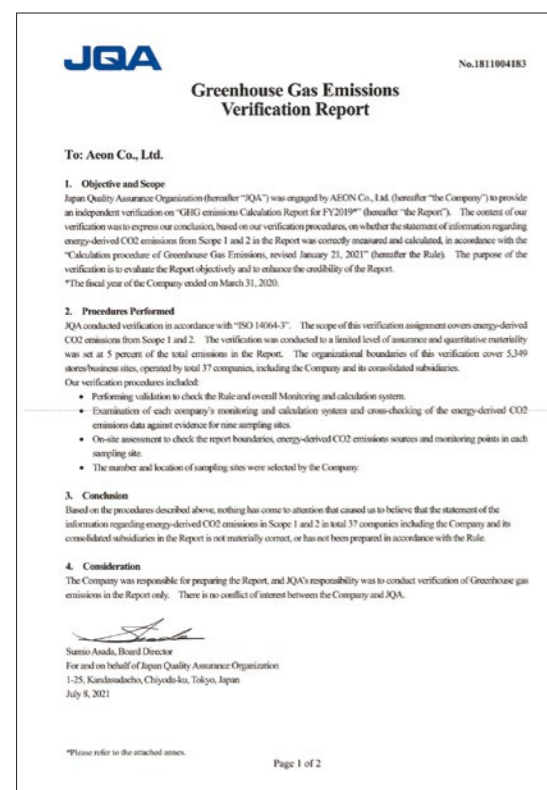 JQA
No.1811004183
Greenhouse Gas Emissions
Verification Report
To: Aeon Co., Ltd.
1. Objective and Scope
Japan Quality Assurance Organization (hereafter "JQA") was engaged by AEON Co., Ltd. (hereafter "the Company") to provide
an independent verification on "GHG emissions Calculation Report for FY2019*" (hereafter "the Report"). The content of our
verification was to express our conclusion, based on our verification procedures, on whether the statement of information regarding
energy-derived CO2 emissions from Scope 1 and 2 in the Report was correctly measured and calculated, in accordance with the
"Calculation procedure of Greenhouse Gas Emissions, revised January 21, 2021" (hereafter the Rule). The purpose of the
verification is to evaluate the Report objectively and to enhance the credibility of the Report.
*The fiscal year of the Company ended on March 31, 2020.
2. Procedures Performed
JQA conducted verification in accordance with "ISO 14064-3". The scope of this verification assignment covers energy-derived
CO2 emissions from Scope 1 and 2. The verification was conducted to a limited level of assurance and quantitative materiality
was set at 5 percent of the total emissions in the Report. The organizational boundaries of this verification cover 5,349
stores/business sites, operated by total 37 companies, including the Company and its consolidated subsidiaries.
Our verification procedures included:
• Performing validation to check the Rule and overall Monitoring and calculation system.
• Examination of each company's monitoring and calculation system and cross-checking of the energy-derived CO2
emissions data against evidence for nine sampling sites.
• On-site assessment to check the report boundaries, energy-derived CO2 emissions sources and monitoring points in each
sampling site.
• The number and location of sampling sites were selected by the Company.
3. Conclusion
Based on the procedures described above, nothing has come to attention that caused us to believe that the statement of the
information regarding energy-derived CO2 emissions in Scope 1 and 2 in total 37 companies including the Company and its
consolidated subsidiaries in the Report is not materially correct, or has not been prepared in accordance with the Rule.
4. Consideration
The Company was responsible for preparing the Report, and JQA's responsibility was to conduct verification of Greenhouse gas
emissions in the Report only. There is no conflict of interest between the Company and JQA.
Sumio Asada, Board Director
For and on behalf of Japan Quality Assurance Organization
1-25, Kandasudacho, Chiyoda-ku, Tokyo, Japan
July 8, 2021
*Please refer to the attached annex.
Page 1 of 2